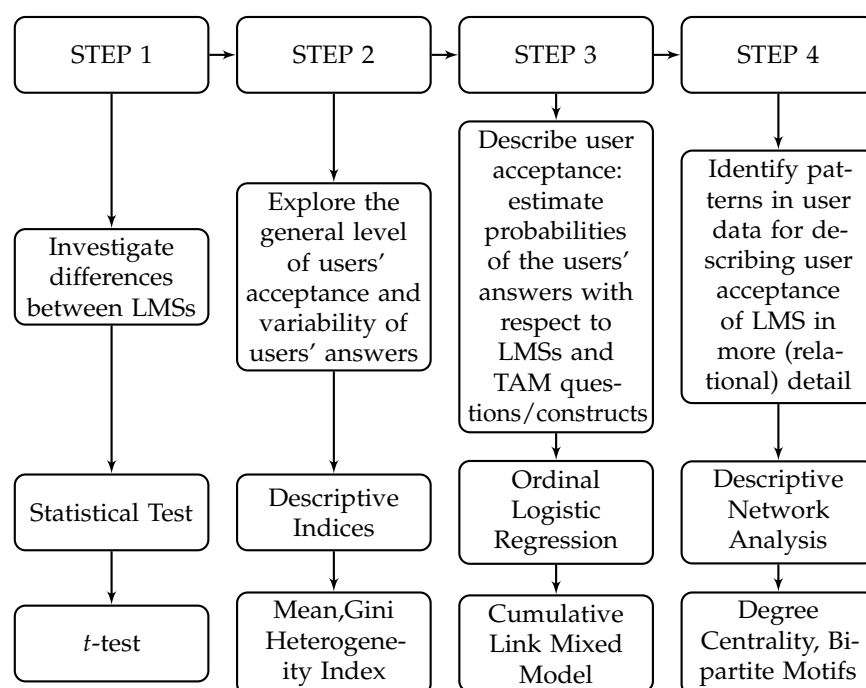 STEP 1
STEP 2
STEP 3
STEP 4
Investigate
differences
between LMSs
Explore the
general level
of users'
acceptance and
variability of
users' answers
Describe user
acceptance:
estimate
probabilities
of the users'
answers with
respect to
LMSs and
TAM ques-
tions/constructs
Identify pat-
terns in user
data for de-
scribing user
acceptance
of LMS in
more (rela-
tional) detail
Statistical Test
Descriptive
Indices
Ordinal
Logistic
Regression
Descriptive
Network
Analysis
t-test
Mean,Gini
Heterogene-
ity Index
Cumulative
Link Mixed
Model
Degree
Centrality, Bi-
partite Motifs